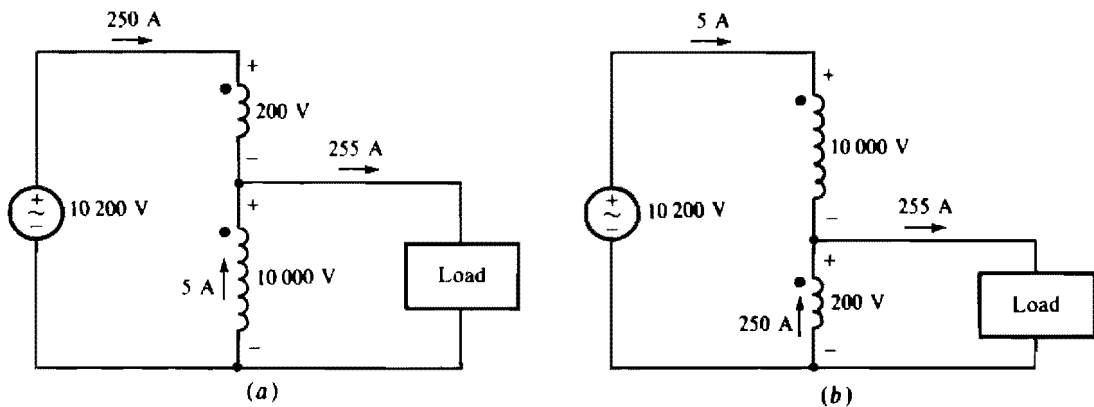 250 A
+
200 V
−
255 A
+
−
10 200 V
+
5 A
10 000 V
Load
−
(a)
5 A
+
10 000 V
+
−
10 200 V
−
255 A
+
250 A
200 V
Load
−
(b)